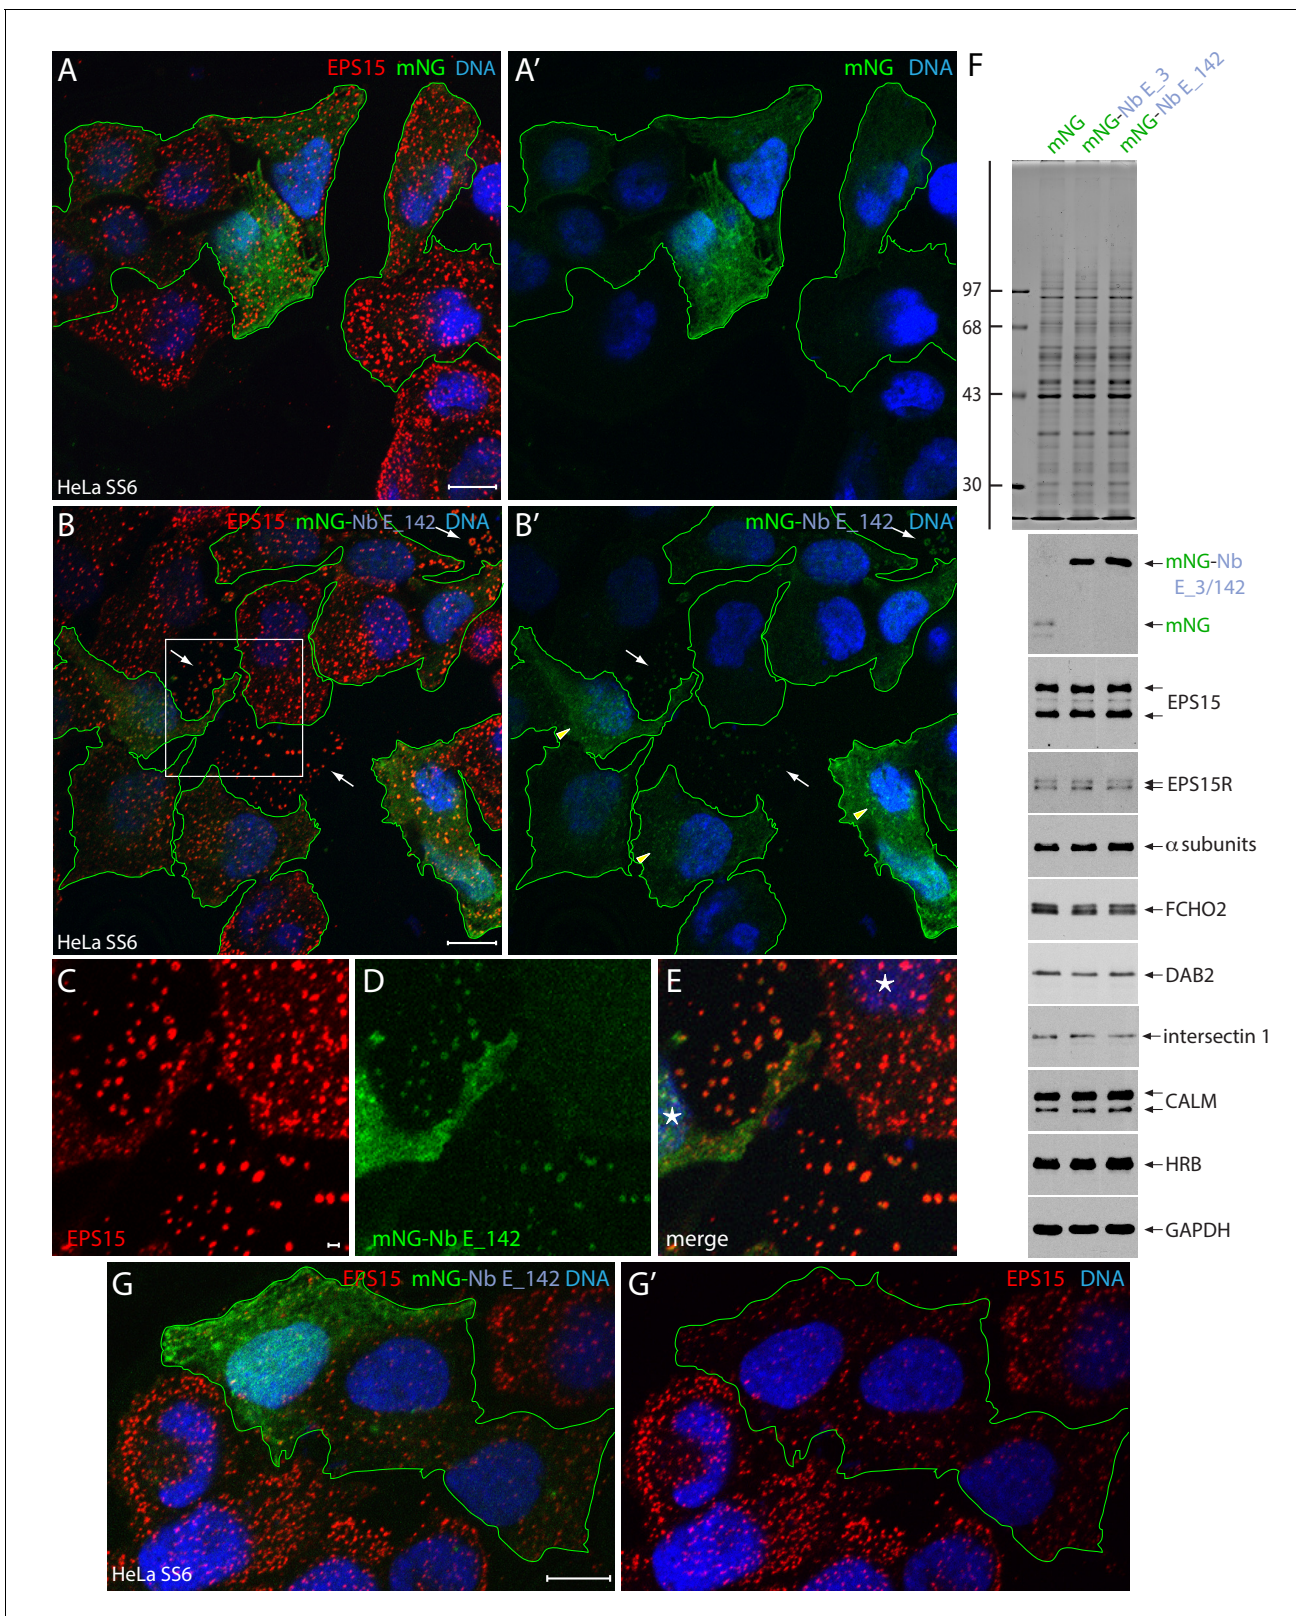 A
EPS15 mNG DNA
HeLa SS6
A′
mNG DNA
B
EPS15 mNG-Nb E_142 DNA
HeLa SS6
B′
mNG-Nb E_142 DNA
C
EPS15
D
mNG-Nb E_142
E
merge
F
mNG
mNG-Nb E_3
mNG-Nb E_142
97
68
43
30
mNG-Nb
E_3/142
mNG
EPS15
EPS15R
α subunits
FCHO2
DAB2
intersectin 1
CALM
HRB
GAPDH
G
EPS15 mNG-Nb E_142 DNA
HeLa SS6
G′
EPS15 DNA